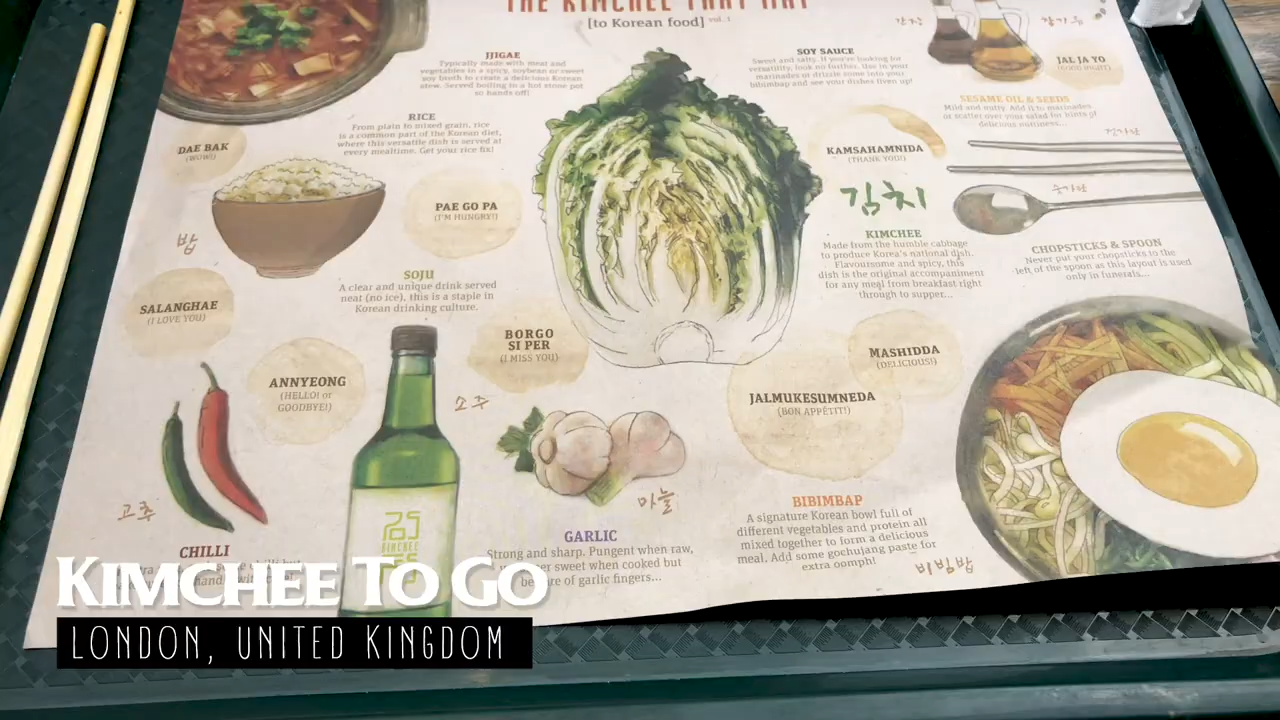 THE KIMCHEE THAT ART
[to Korean food] vol. 1
JJIGAE
Typically made with meat and
vegetables in a spicy, soybean or sweet
soy broth to create a delicious Korean
stew. Served boiling in a hot stone pot
so hands off!
SOY SAUCE
Sweet and salty. If you're looking for
versatility, look no further. Use in your
marinades or drizzle some into your
bibimbap and see your dishes liven up!
간장
참기름
JAL JA YO
(GOOD NIGHT)
SESAME OIL & SEEDS
Mild and nutty. Add it to marinades
or scatter over your salad for hints of
delicious nuttiness...
RICE
From plain to mixed grain, rice
is a common part of the Korean diet,
where this versatile dish is served at
every mealtime. Get your rice fix!
DAE BAK
(WOW!)
밥
PAE GO PA
(I'M HUNGRY!)
KAMSAHAMNIDA
(THANK YOU!)
김치
KIMCHEE
Made from the humble cabbage
to produce Korea's national dish.
Flavoursome and spicy, this
dish is the original accompaniment
for any meal from breakfast right
through to supper...
젓가락
숟가락
CHOPSTICKS & SPOON
Never put your chopsticks to the
left of the spoon as this layout is used
only in funerals...
SOJU
A clear and unique drink served
neat (no ice), this is a staple in
Korean drinking culture.
SALANGHAE
(I LOVE YOU)
BORGO
SI PER
(I MISS YOU)
ANNYEONG
(HELLO! or
GOODBYE!)
소주
MASHIDDA
(DELICIOUS!)
JALMUKESUMNEDA
(BON APPÉTIT!)
고추
마늘
CHILLI
KIMCHEE
GARLIC
Strong and sharp. Pungent when raw,
when cooked but
of garlic fingers...
BIBIMBAP
A signature Korean bowl full of
different vegetables and protein all
mixed together to form a delicious
meal. Add some gochujang paste for
extra oomph!
비빔밥
KIMCHEE TO GO
LONDON, UNITED KINGDOM